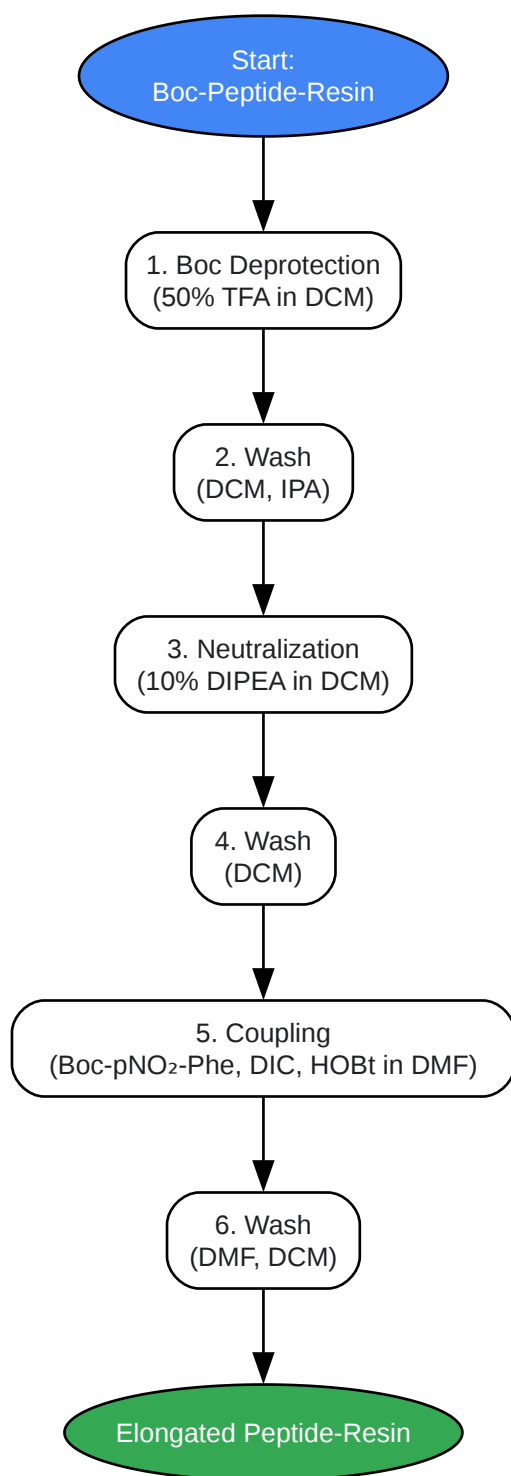 Start:
Boc-Peptide-Resin
1. Boc Deprotection
(50% TFA in DCM)
2. Wash
(DCM, IPA)
3. Neutralization
(10% DIPEA in DCM)
4. Wash
(DCM)
5. Coupling
(Boc-pNO₂-Phe, DIC, HOBt in DMF)
6. Wash
(DMF, DCM)
Elongated Peptide-Resin